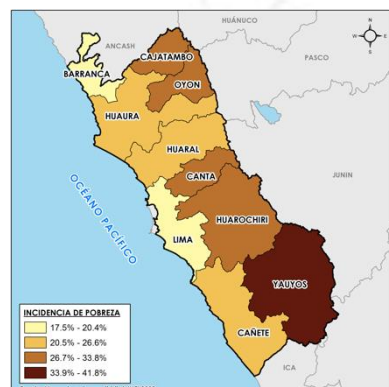 HUÁNUCO
ANCASH
CAJATAMBO
PASCO
BARRANCA
OYON
HUAURA
HUARAL
CANTA
JUNIN
OCÉANO PACÍFICO
HUAROCHIRI
LIMA
YAUYOS
CAÑETE
ICA
INCIDENCIA DE POBREZA
17.5% - 20.4%
20.5% - 26.6%
26.7% - 33.8%
33.9% - 41.8%